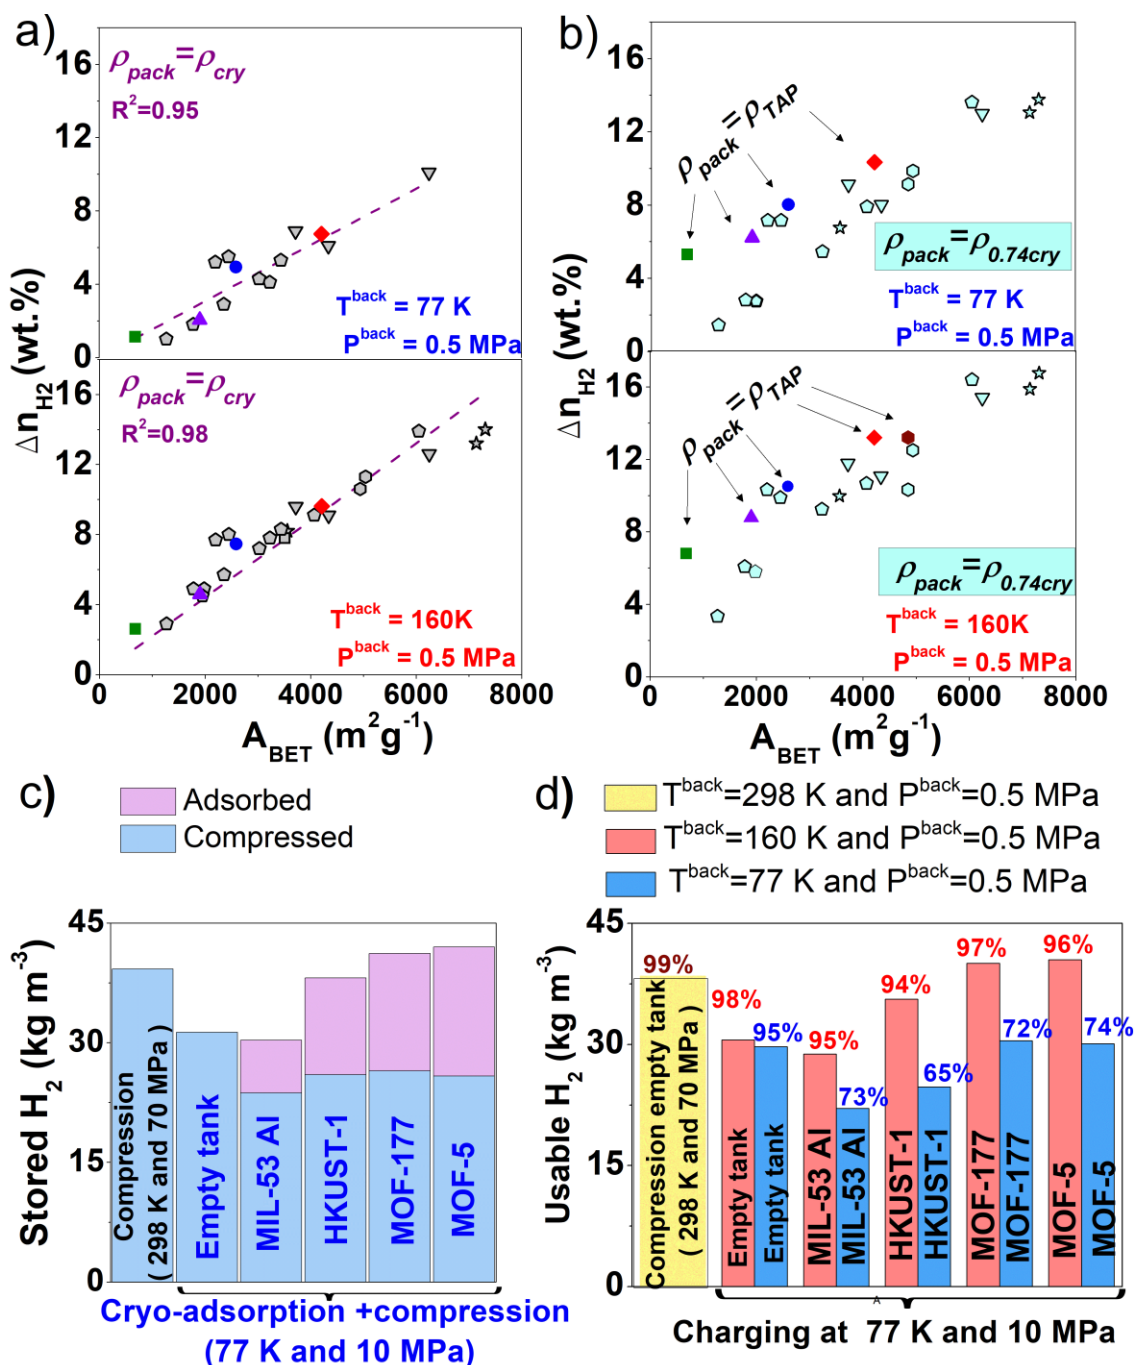 a)
ρpack=ρcry
R²=0.95
Tback = 77 K
Pback = 0.5 MPa
16
12
8
4
0
ΔnH2 (wt.%)
ρpack=ρcry
R²=0.98
Tback = 160K
Pback = 0.5 MPa
16
12
8
4
0
0 2000 4000 6000 8000
ABET (m²g⁻¹)
b)
ρpack=ρTAP
ρpack=ρ0.74cry
Tback = 77 K
Pback = 0.5 MPa
16
12
8
4
0
ΔnH2 (wt.%)
ρpack=ρTAP
ρpack=ρ0.74cry
Tback = 160K
Pback = 0.5 MPa
16
12
8
4
0
0 2000 4000 6000 8000
ABET (m²g⁻¹)
c)
Adsorbed
Compressed
45
30
15
0
Stored H₂ (kg m⁻³)
Compression
( 298 K and 70 MPa)
Empty tank
MIL-53 Al
HKUST-1
MOF-177
MOF-5
Cryo-adsorption +compression
(77 K and 10 MPa)
d)
Tback=298 K and Pback=0.5 MPa
Tback=160 K and Pback=0.5 MPa
Tback=77 K and Pback=0.5 MPa
45
30
15
0
Usable H₂ (kg m⁻³)
99%
98%
95%
95%
73%
94%
65%
97%
72%
96%
74%
Compression empty tank
( 298 K and 70 MPa)
Empty tank
Empty tank
MIL-53 Al
MIL-53 Al
HKUST-1
HKUST-1
MOF-177
MOF-177
MOF-5
MOF-5
A
Charging at 77 K and 10 MPa